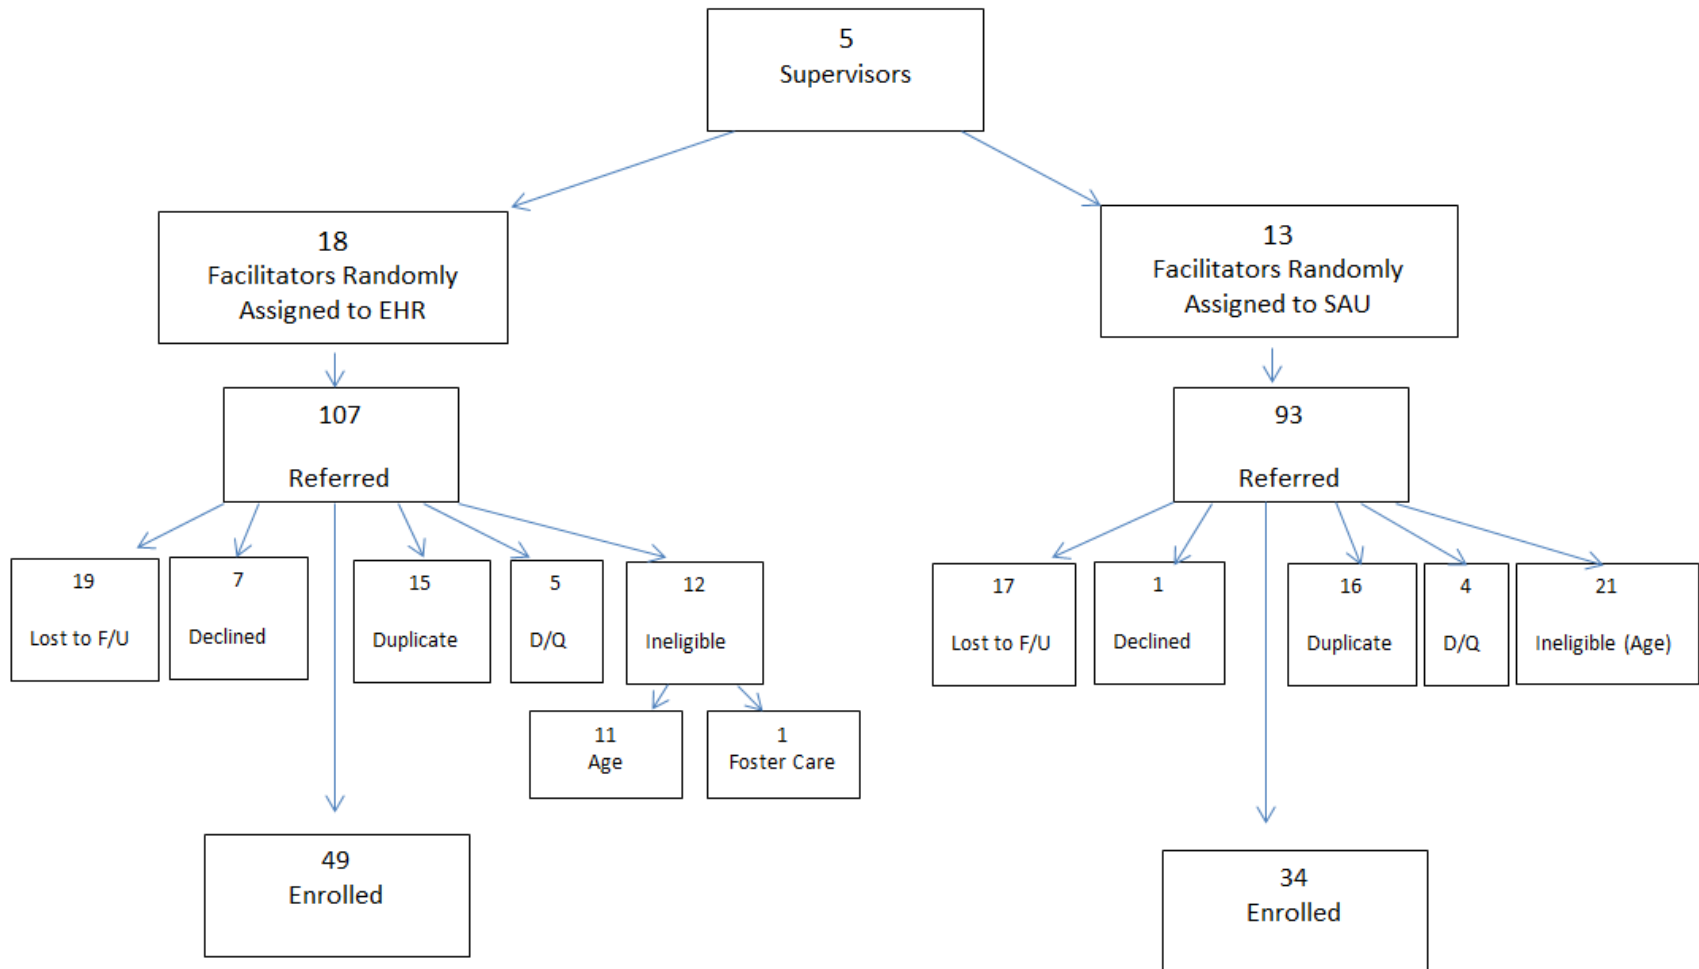 5
Supervisors
18
Facilitators Randomly
Assigned to EHR
13
Facilitators Randomly
Assigned to SAU
107
Referred
93
Referred
19
Lost to F/U
7
Declined
15
Duplicate
5
D/Q
12
Ineligible
17
Lost to F/U
1
Declined
16
Duplicate
4
D/Q
21
Ineligible (Age)
11
Age
1
Foster Care
49
Enrolled
34
Enrolled